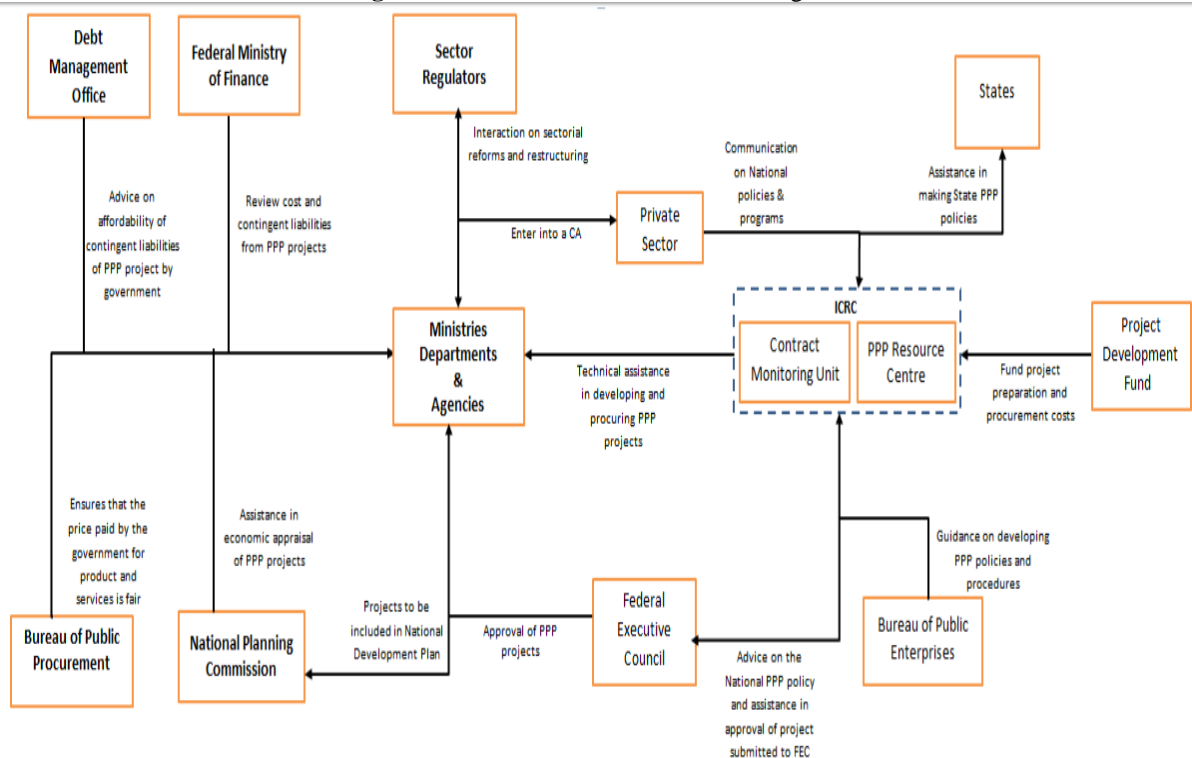 Debt
Management
Office
Federal Ministry
of Finance
Sector
Regulators
States
Interaction on sectorial
reforms and restructuring
Communication
on National
policies &
programs
Assistance in
making State PPP
policies
Advice on
affordability of
contingent liabilities
of PPP project by
government
Review cost and
contingent liabilities
from PPP projects
Private
Sector
Enter into a CA
Ministries
Departments
&
Agencies
ICRC
Contract
Monitoring Unit
PPP Resource
Centre
Project
Development
Fund
Technical assistance
in developing and
procuring PPP
projects
Fund project
preparation and
procurement costs
Ensures that the
price paid by the
government for
product and
services is fair
Assistance in
economic appraisal
of PPP projects
Guidance on developing
PPP policies and
procedures
Bureau of Public
Procurement
National Planning
Commission
Projects to be
included in National
Development Plan
Approval of PPP
projects
Federal
Executive
Council
Bureau of Public
Enterprises
Advice on the
National PPP policy
and assistance in
approval of project
submitted to FEC